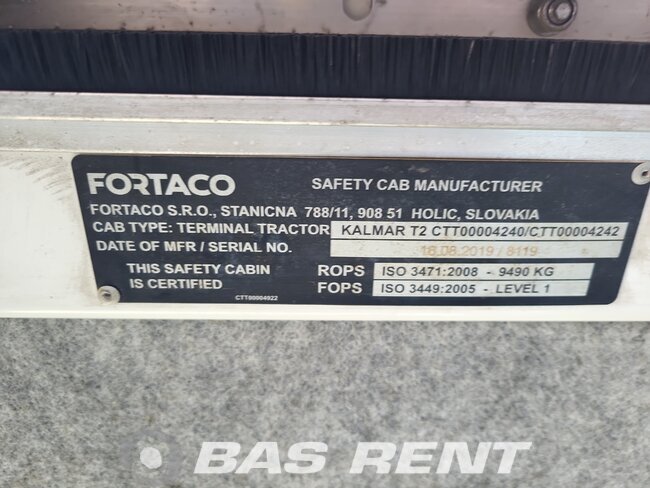 FORTACO SAFETY CAB MANUFACTURER
FORTACO S.R.O., STANICNA 788/11, 908 51 HOLIC, SLOVAKIA
CAB TYPE: TERMINAL TRACTOR KALMAR T2 CTT00004240/CTT00004242
DATE OF MFR / SERIAL NO. 16.08.2019 / 8119
THIS SAFETY CABIN ROPS ISO 3471:2008 - 9490 KG
IS CERTIFIED FOPS ISO 3449:2005 - LEVEL 1
CTT00004922
BAS RENT